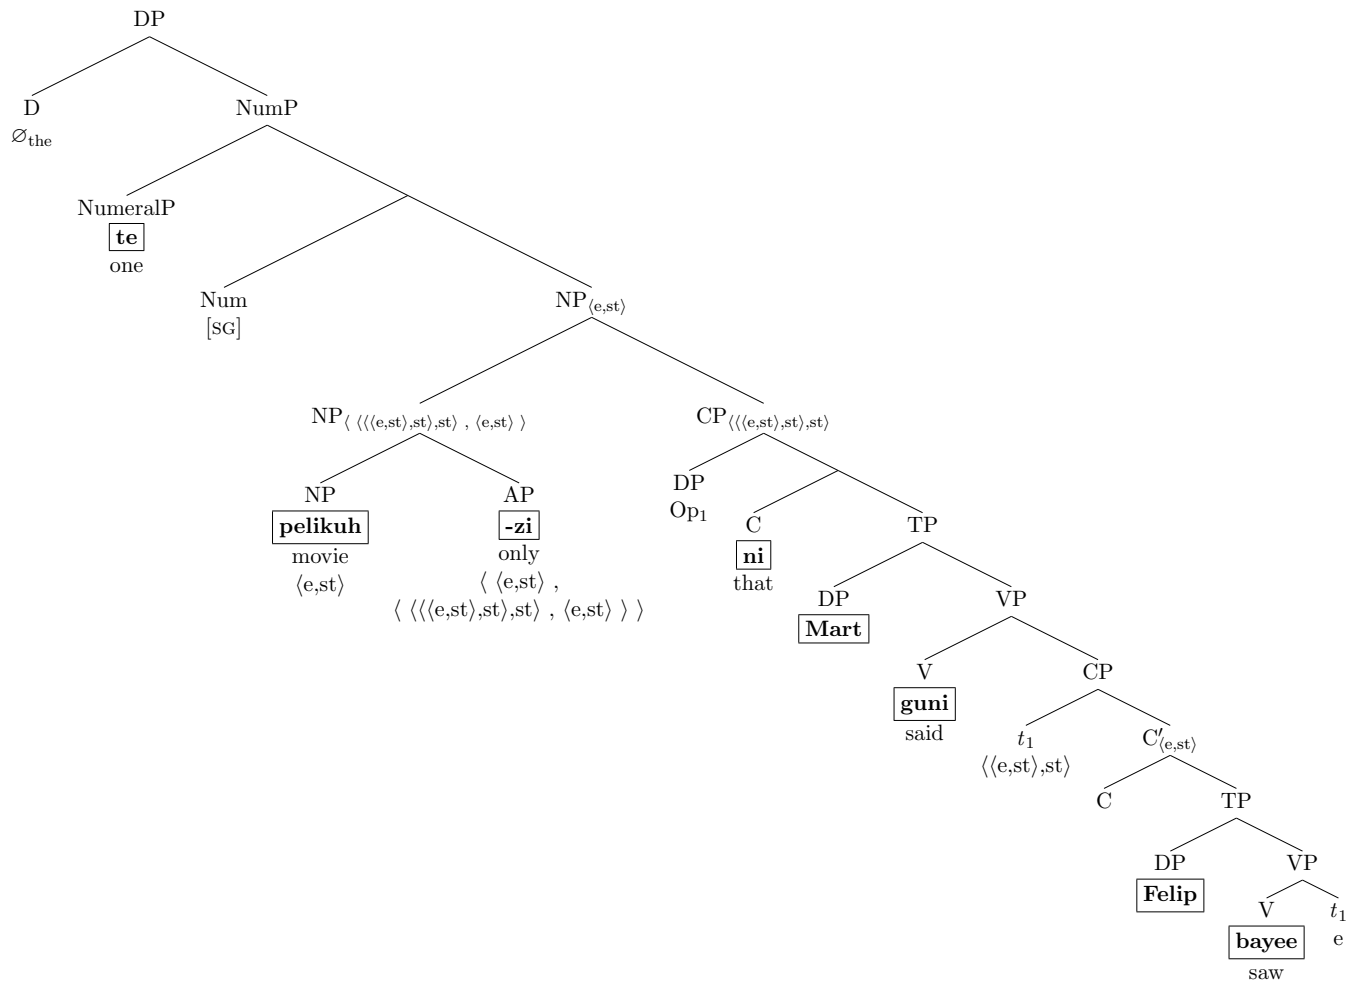 DP
D
NumP
∅the
NumeralP
te
one
Num
[SG]
NP⟨e,st⟩
NP⟨ ⟨⟨⟨e,st⟩,st⟩,st⟩ , ⟨e,st⟩ ⟩
CP⟨⟨⟨e,st⟩,st⟩,st⟩
NP
pelikuh
movie
⟨e,st⟩
AP
-zi
only
⟨ ⟨e,st⟩ ,
⟨ ⟨⟨⟨e,st⟩,st⟩,st⟩ , ⟨e,st⟩ ⟩ ⟩
DP
Op1
C
ni
that
TP
DP
Mart
VP
V
guni
said
CP
t1
⟨⟨e,st⟩,st⟩
C′⟨e,st⟩
C
TP
DP
Felip
VP
V
bayee
saw
t1
e